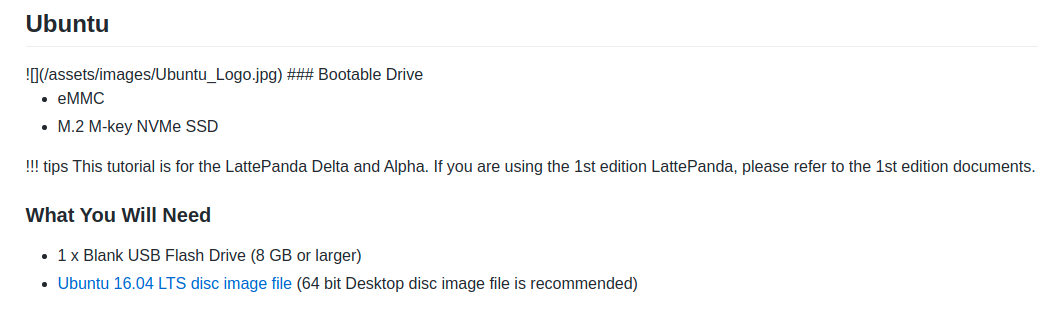 Ubuntu
![](/assets/images/Ubuntu_Logo.jpg) ### Bootable Drive
• eMMC
• M.2 M-key NVMe SSD
!!! tips This tutorial is for the LattePanda Delta and Alpha. If you are using the 1st edition LattePanda, please refer to the 1st edition documents.
What You Will Need
• 1 x Blank USB Flash Drive (8 GB or larger)
• Ubuntu 16.04 LTS disc image file (64 bit Desktop disc image file is recommended)